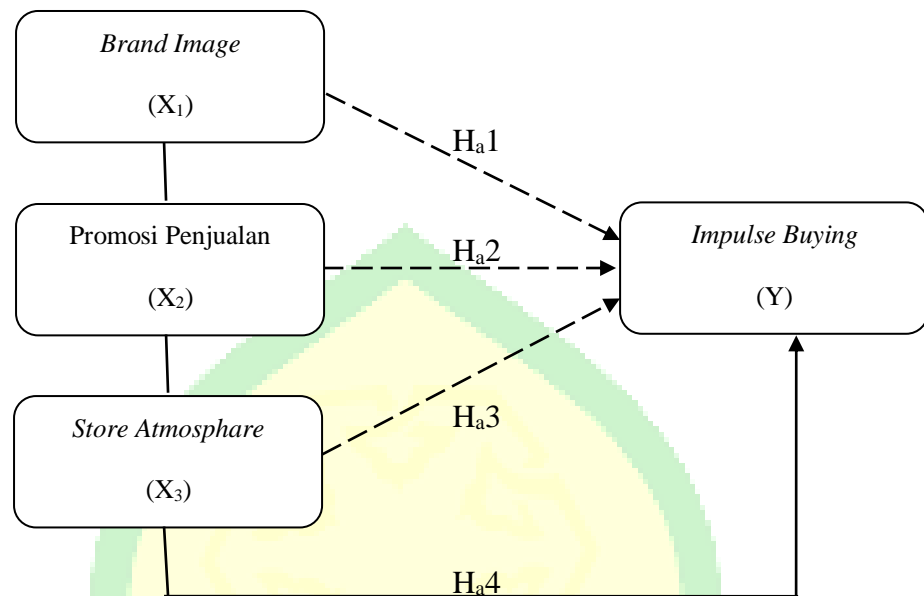 Brand Image
(X₁)
Hₐ1
Promosi Penjualan
(X₂)
Hₐ2
Impulse Buying
(Y)
Store Atmosphare
(X₃)
Hₐ3
Hₐ4